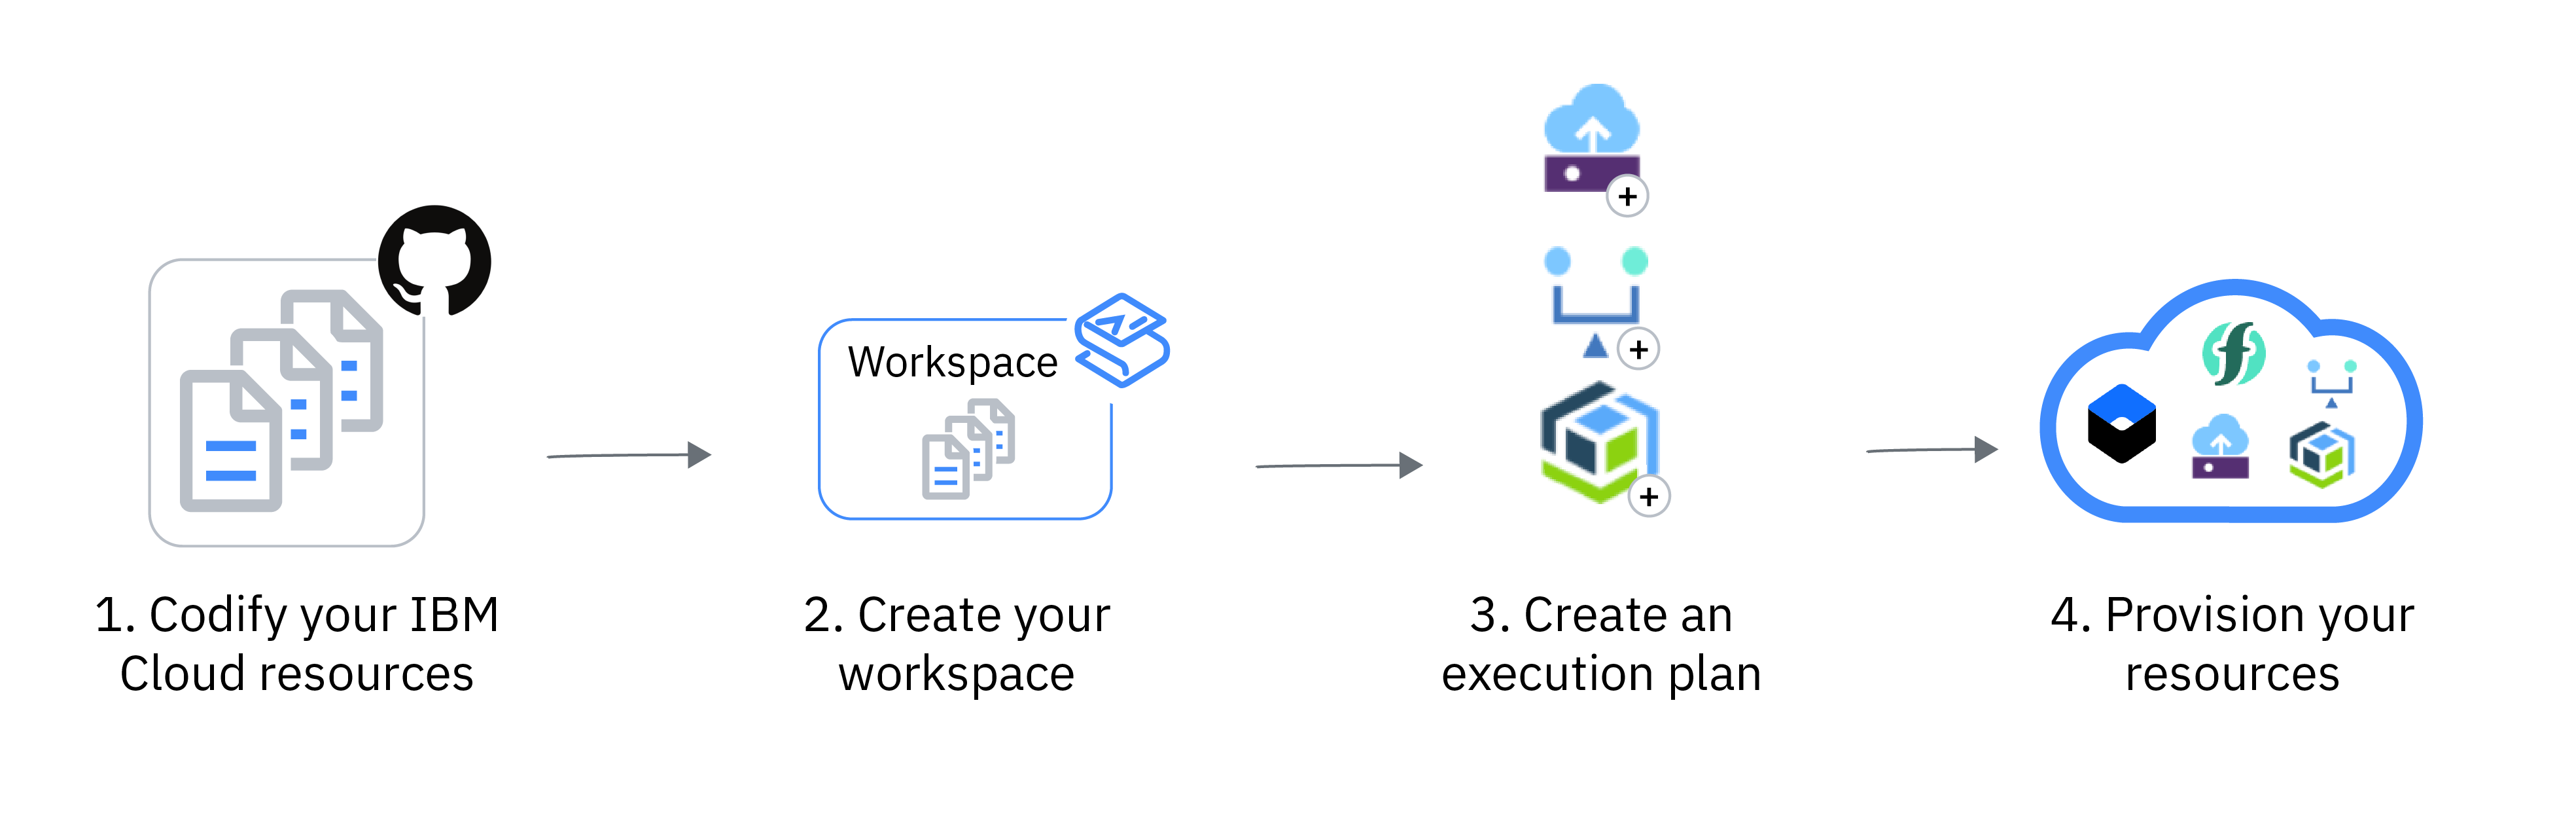 Workspace
+
+
+
1. Codify your IBM
Cloud resources
2. Create your
workspace
3. Create an
execution plan
4. Provision your
resources